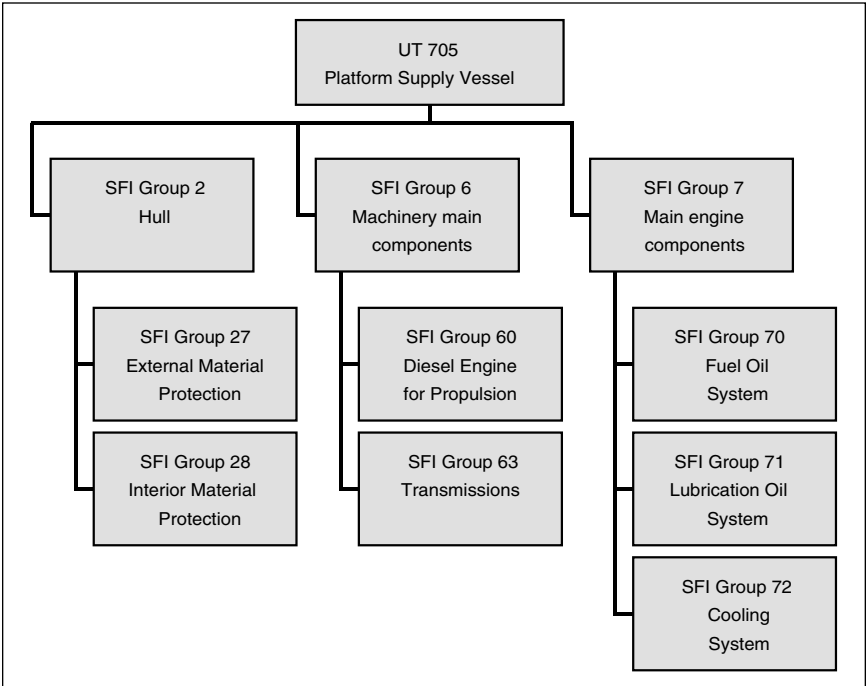 UT 705
Platform Supply Vessel
SFI Group 2
Hull
SFI Group 6
Machinery main
components
SFI Group 7
Main engine
components
SFI Group 27
External Material
Protection
SFI Group 60
Diesel Engine
for Propulsion
SFI Group 70
Fuel Oil
System
SFI Group 28
Interior Material
Protection
SFI Group 63
Transmissions
SFI Group 71
Lubrication Oil
System
SFI Group 72
Cooling
System